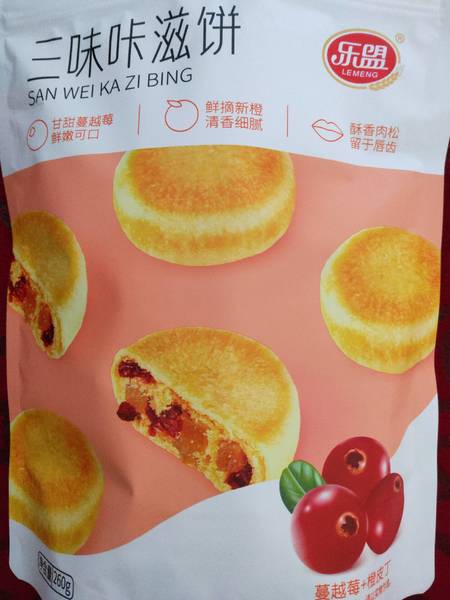 三味咔滋饼
SAN WEI KA ZI BING
乐盟
®
LEMENG
甘甜蔓越莓
鲜嫩可口
鲜摘新橙
清香细腻
酥香肉松
留于唇齿
蔓越莓+橙皮丁
净含量260g